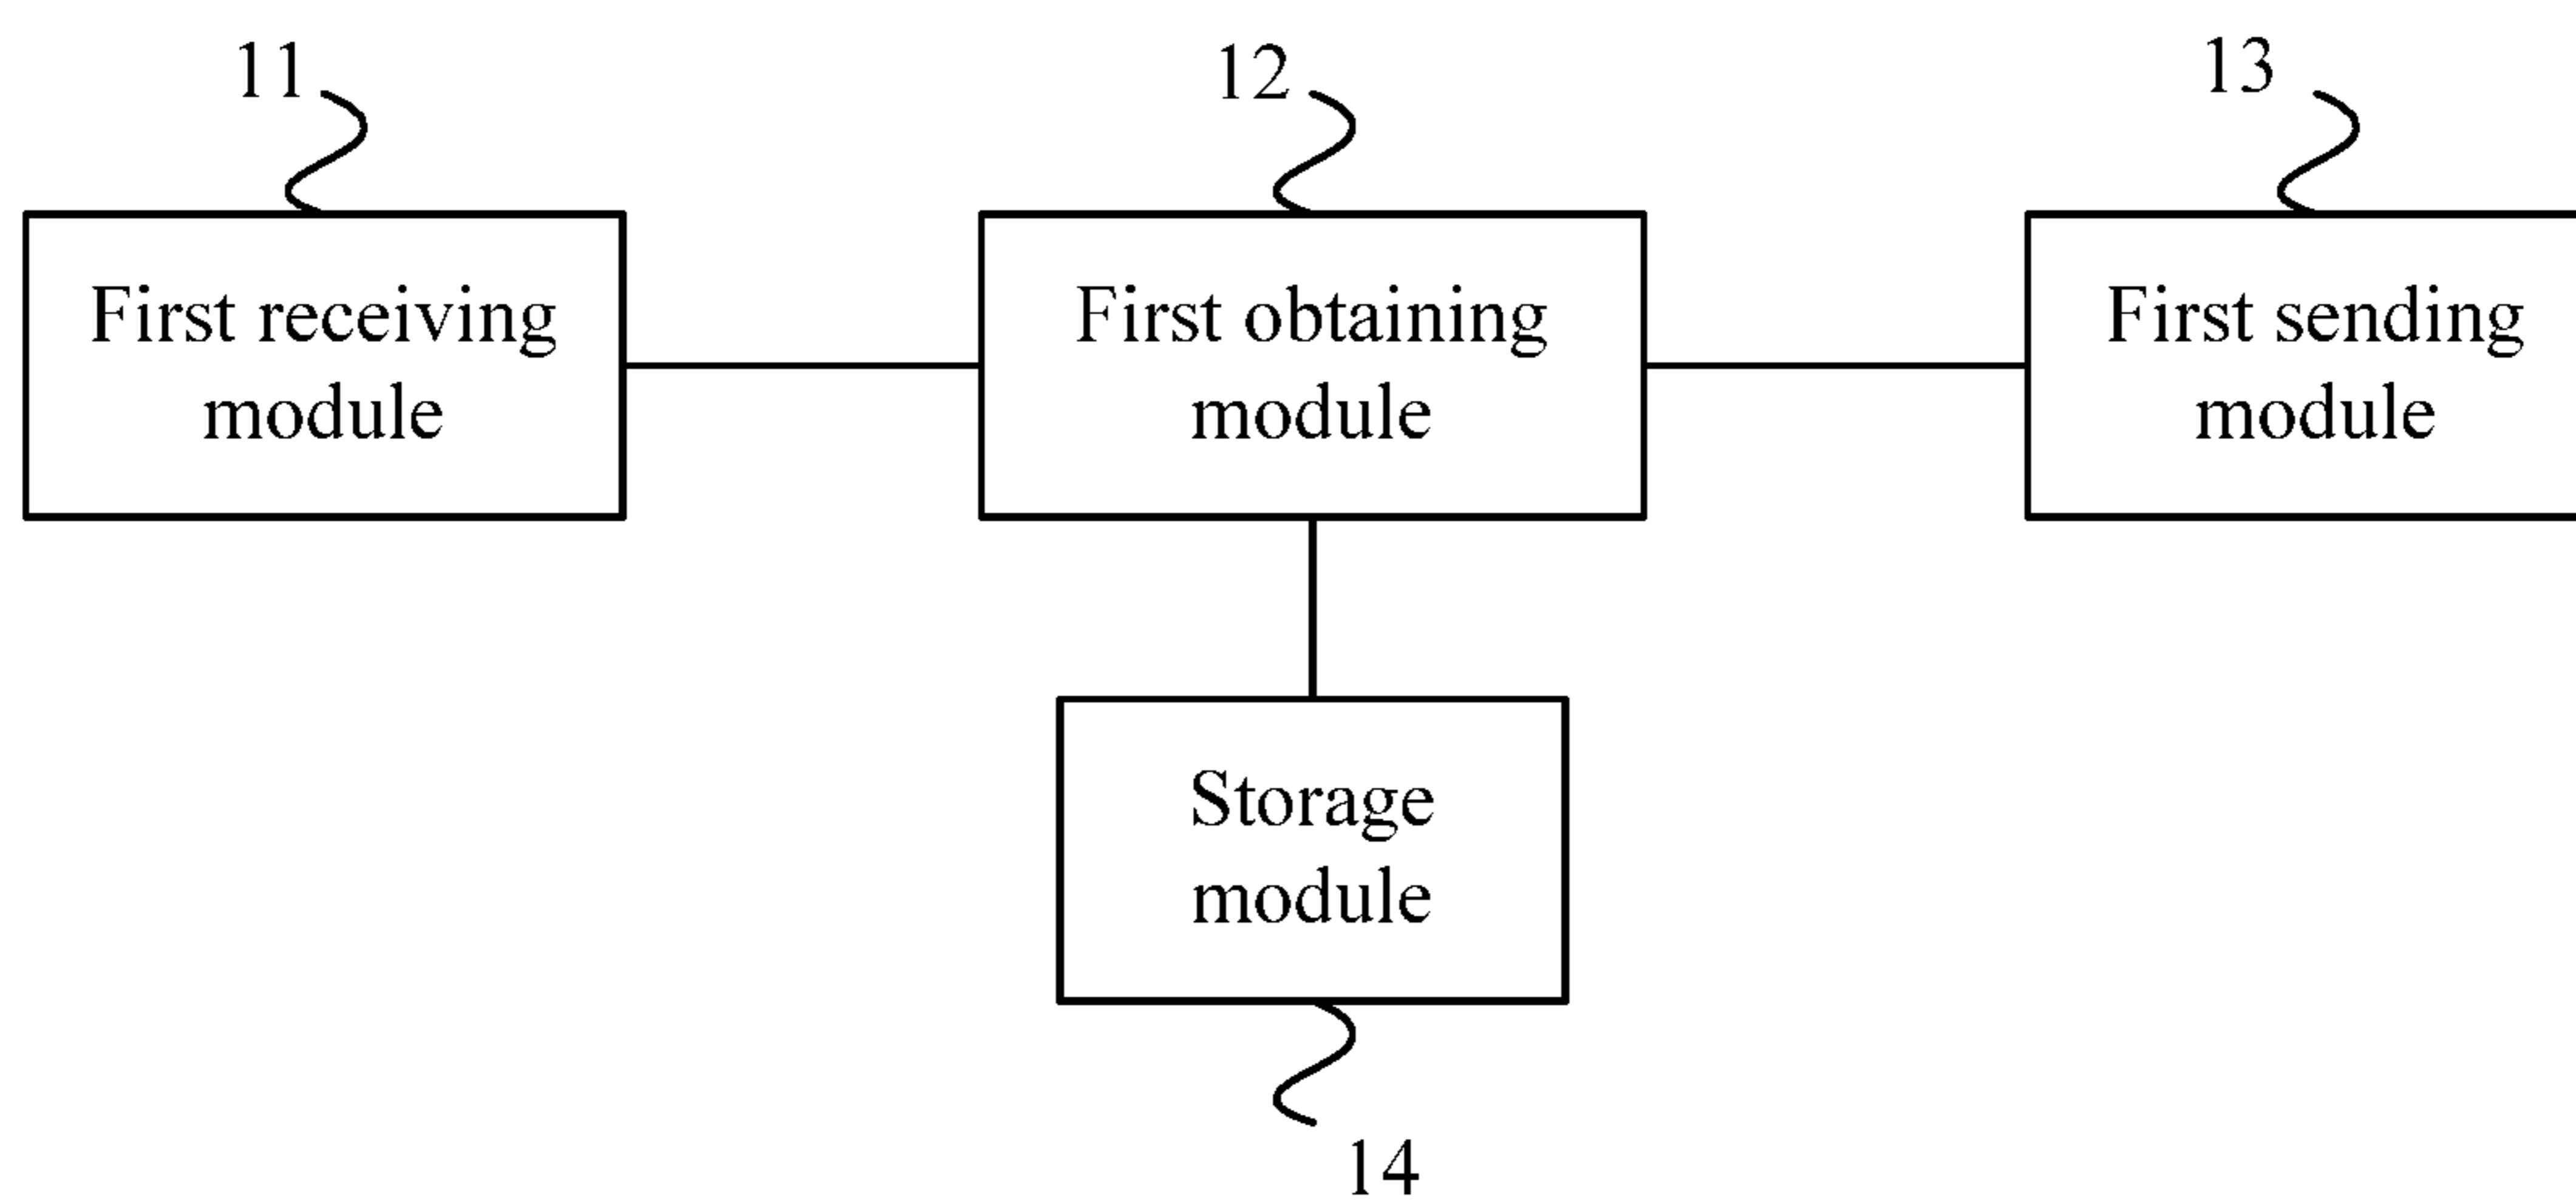 11
12
13
First receiving
module
First obtaining
module
First sending
module
Storage
module
14